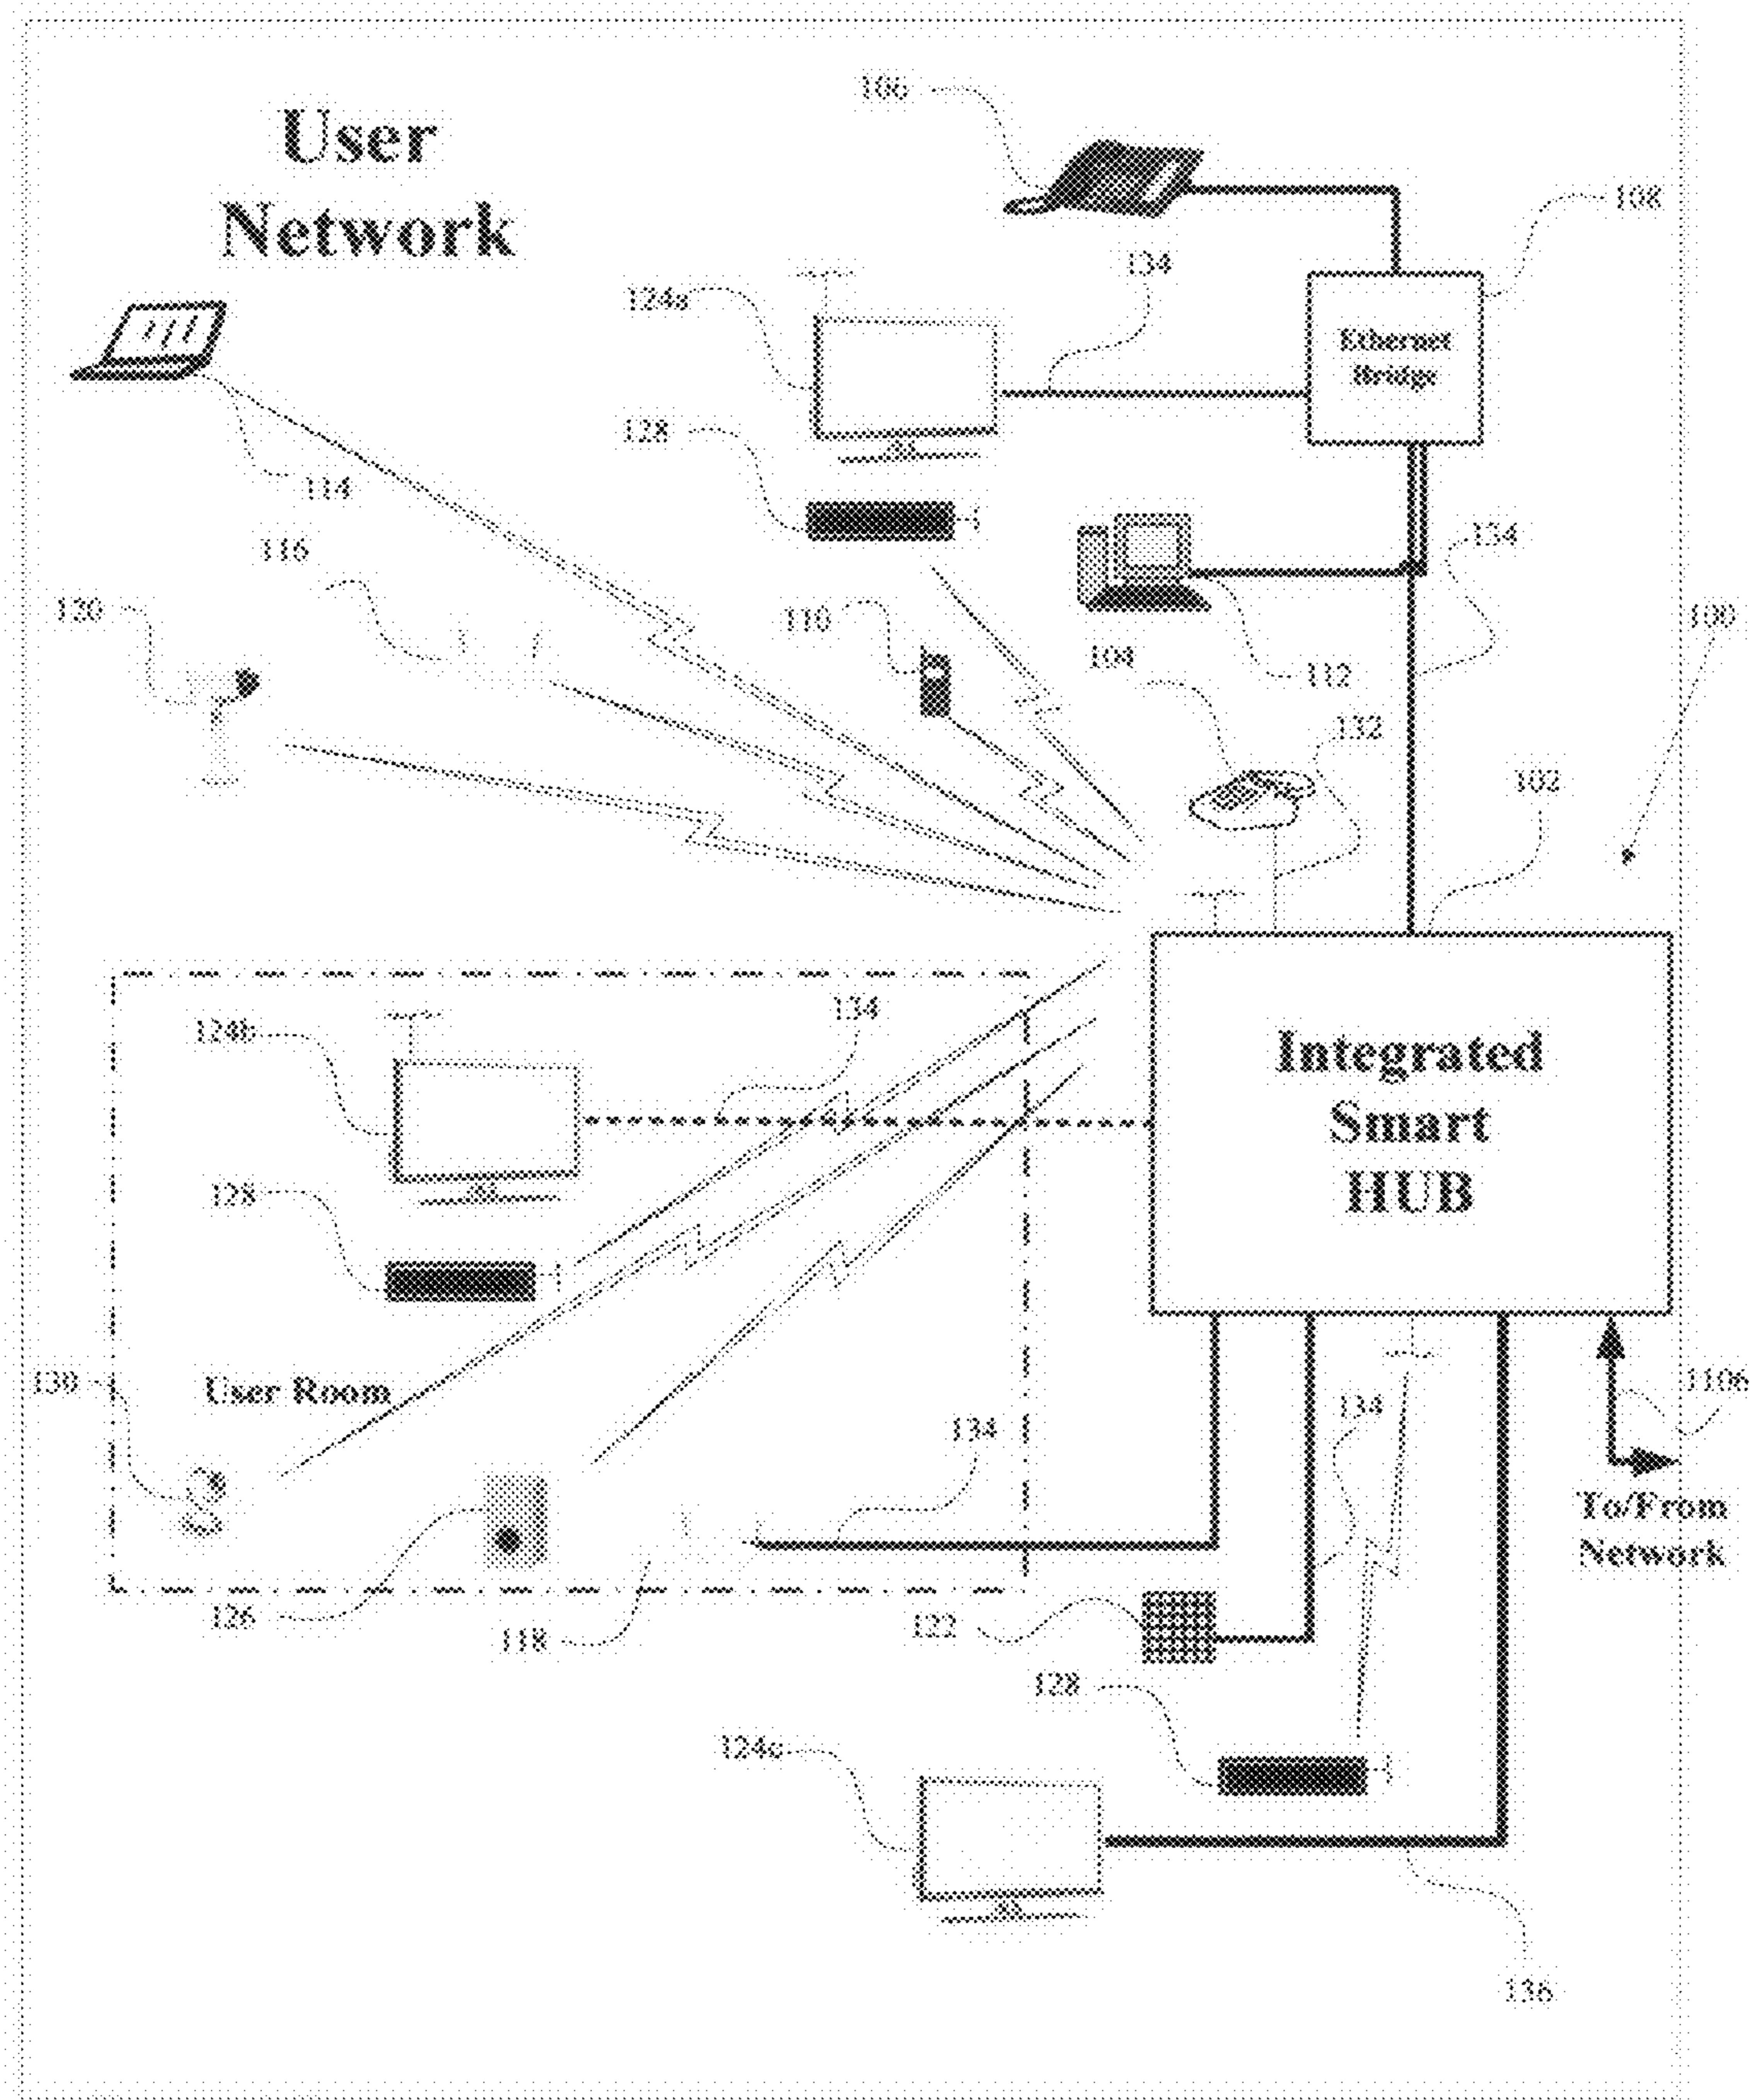 User
Network
106
108
134
124a
Ethernet
Bridge
128
114
116
134
120
110
100
104
112
132
102
124b
134
Integrated
Smart
HUB
128
130
User Room
134
134
1106
To/From
Network
126
118
122
128
124c
136